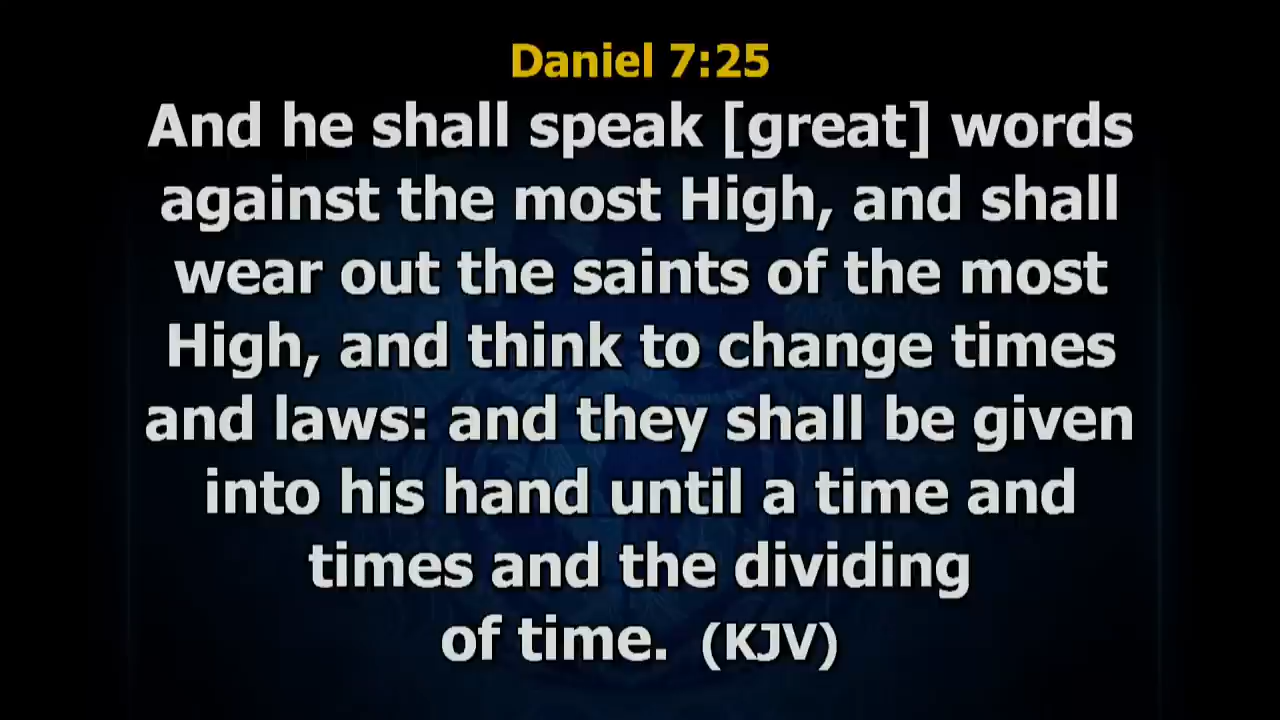 Daniel 7:25
And he shall speak [great] words
against the most High, and shall
wear out the saints of the most
High, and think to change times
and laws: and they shall be given
into his hand until a time and
times and the dividing
of time.  (KJV)